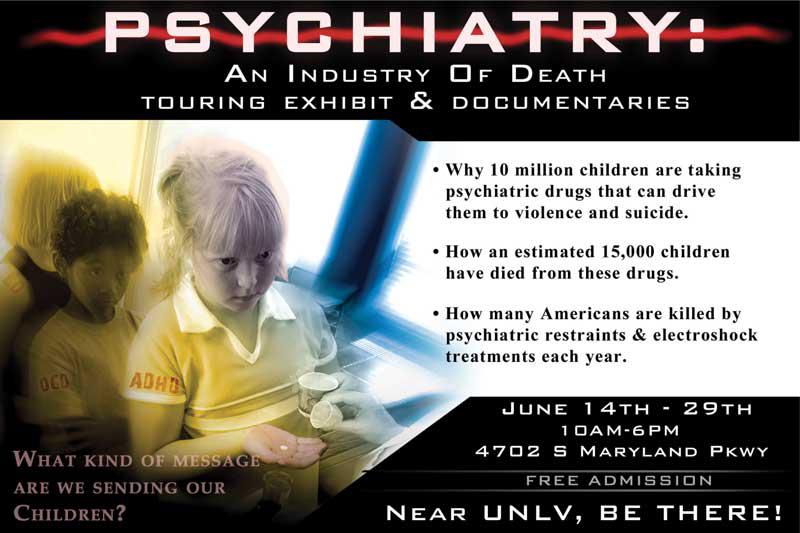 PSYCHIATRY:
AN INDUSTRY OF DEATH
TOURING EXHIBIT & DOCUMENTARIES
• Why 10 million children are taking
psychiatric drugs that can drive
them to violence and suicide.
• How an estimated 15,000 children
have died from these drugs.
• How many Americans are killed by
psychiatric restraints & electroshock
treatments each year.
OCD
ADHD
WHAT KIND OF MESSAGE
ARE WE SENDING OUR
CHILDREN?
JUNE 14TH - 29TH
10AM-6PM
4702 S MARYLAND PKWY
FREE ADMISSION
NEAR UNLV, BE THERE!